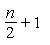 n/2 + 1